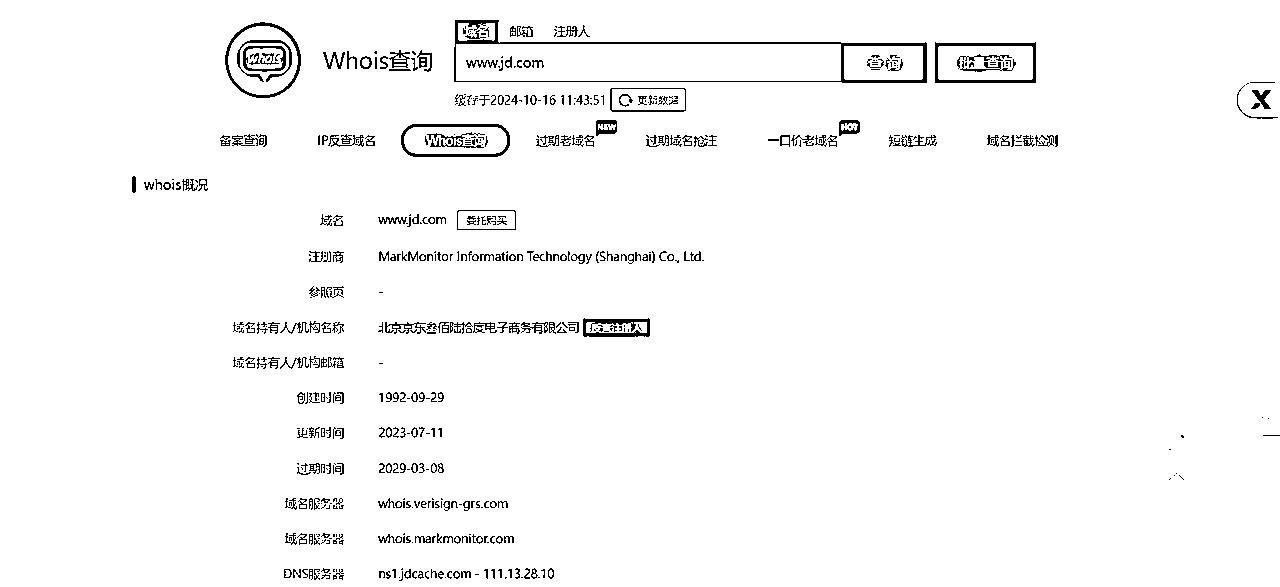 域名 邮箱 注册人
whois
Whois查询
www.jd.com
查询
批量查询
缓存于2024-10-16 11:43:51 更新数据
X
备案查询 IP反查域名 Whois查询 过期老域名 NEW 过期域名抢注 一口价老域名 HOT 短链生成 域名拦截检测
whois概况
域名 www.jd.com 委托购买
注册商 MarkMonitor Information Technology (Shanghai) Co., Ltd.
参照页 -
域名持有人/机构名称 北京京东叁佰陆拾度电子商务有限公司 反查注册人
域名持有人/机构邮箱 -
创建时间 1992-09-29
更新时间 2023-07-11
过期时间 2029-03-08
域名服务器 whois.verisign-grs.com
域名服务器 whois.markmonitor.com
DNS服务器 ns1.jdcache.com - 111.13.28.10